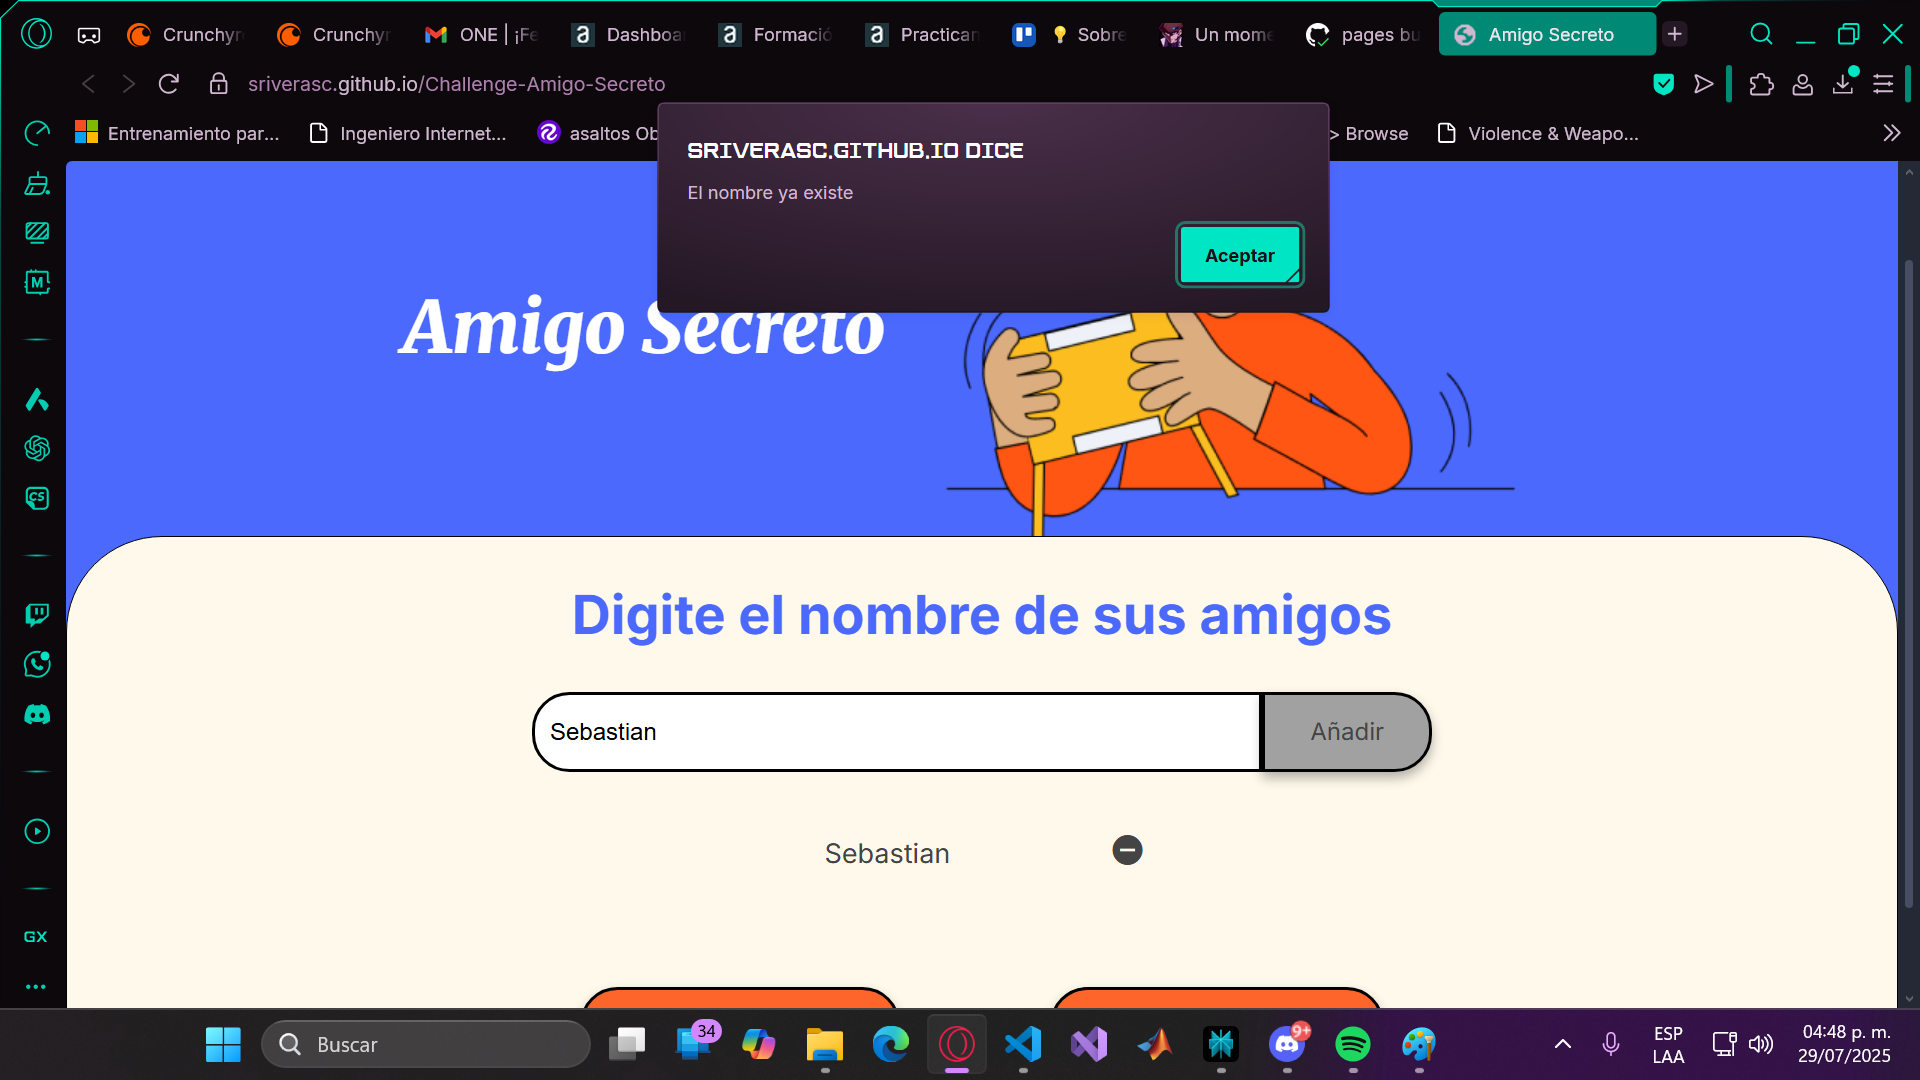 Crunchyr
Crunchyr
ONE | ¡Fe
Dashboa
Formació
Practican
Sobre
Un mome
pages bu
Amigo Secreto
sriverasc.github.io/Challenge-Amigo-Secreto
Entrenamiento par...
Ingeniero Internet...
asaltos Ob
> Browse
Violence & Weapo...
SRIVERASC.GITHUB.IO DICE
El nombre ya existe
Aceptar
M
CS
GX
Amigo Secreto
Digite el nombre de sus amigos
Sebastian
Añadir
Sebastian
Buscar
34
9+
ESP
LAA
04:48 p. m.
29/07/2025